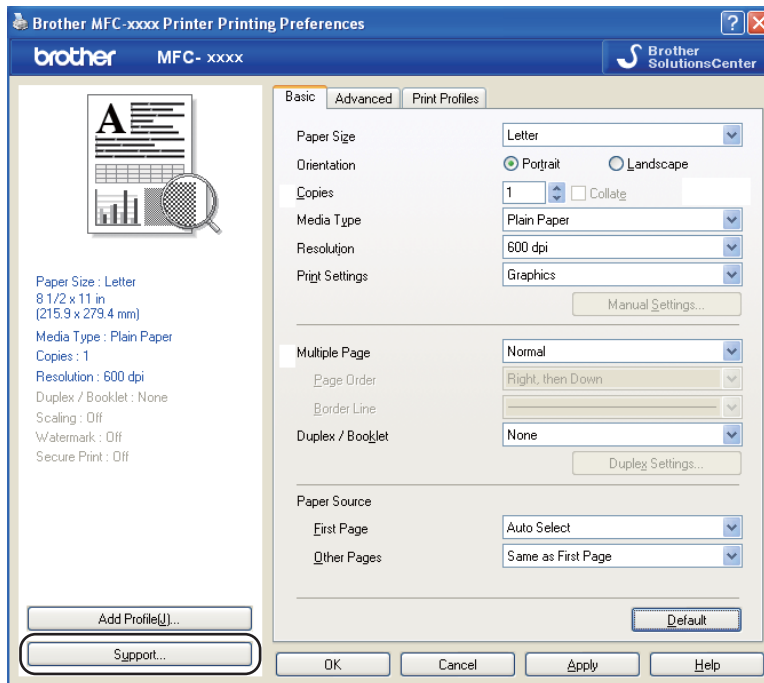 Brother MFC-xxxx Printer Printing Preferences
?
brother MFC- xxxx
Brother
SolutionsCenter
A
Paper Size : Letter
8 1/2 x 11 in
(215.9 x 279.4 mm)
Media Type : Plain Paper
Copies : 1
Resolution : 600 dpi
Duplex / Booklet : None
Scaling : Off
Watermark : Off
Secure Print : Off
Add Profile(J)...
Support...
Basic Advanced Print Profiles
Paper Size Letter
Orientation Portrait Landscape
Copies 1 Collate
Media Type Plain Paper
Resolution 600 dpi
Print Settings Graphics
Manual Settings...
Multiple Page Normal
Page Order Right, then Down
Border Line
Duplex / Booklet None
Duplex Settings...
Paper Source
First Page Auto Select
Other Pages Same as First Page
Default
OK Cancel Apply Help